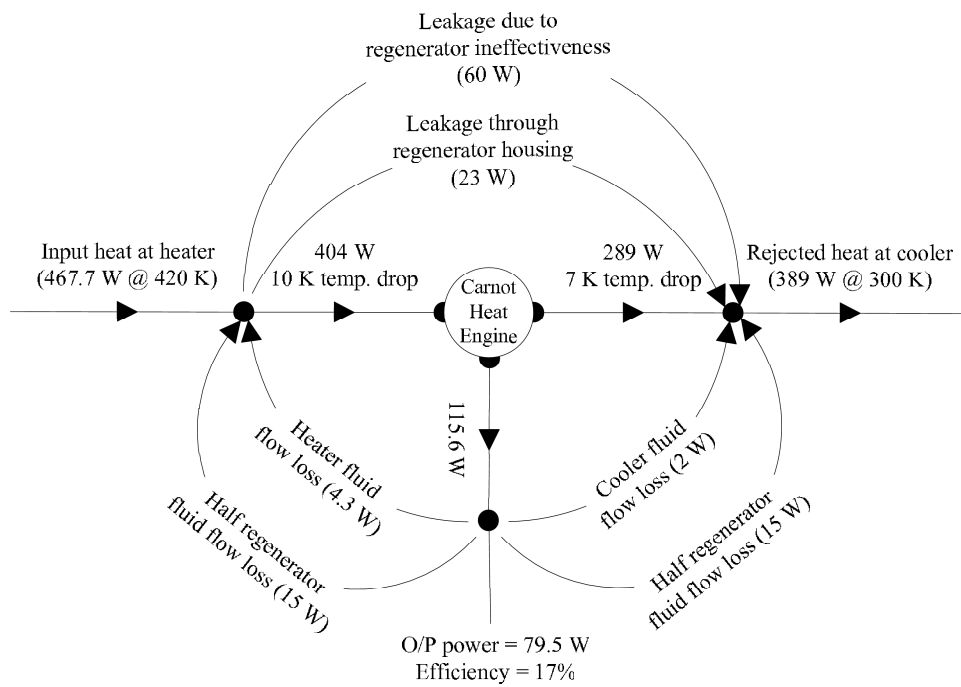 Leakage due to
regenerator ineffectiveness
(60 W)
Leakage through
regenerator housing
(23 W)
Input heat at heater
(467.7 W @ 420 K)
404 W
10 K temp. drop
Carnot
Heat
Engine
289 W
7 K temp. drop
Rejected heat at cooler
(389 W @ 300 K)
115.6 W
Heater fluid
flow loss (4.3 W)
Half regenerator
fluid flow loss (15 W)
Cooler fluid
flow loss (2 W)
Half regenerator
fluid flow loss (15 W)
O/P power = 79.5 W
Efficiency = 17%